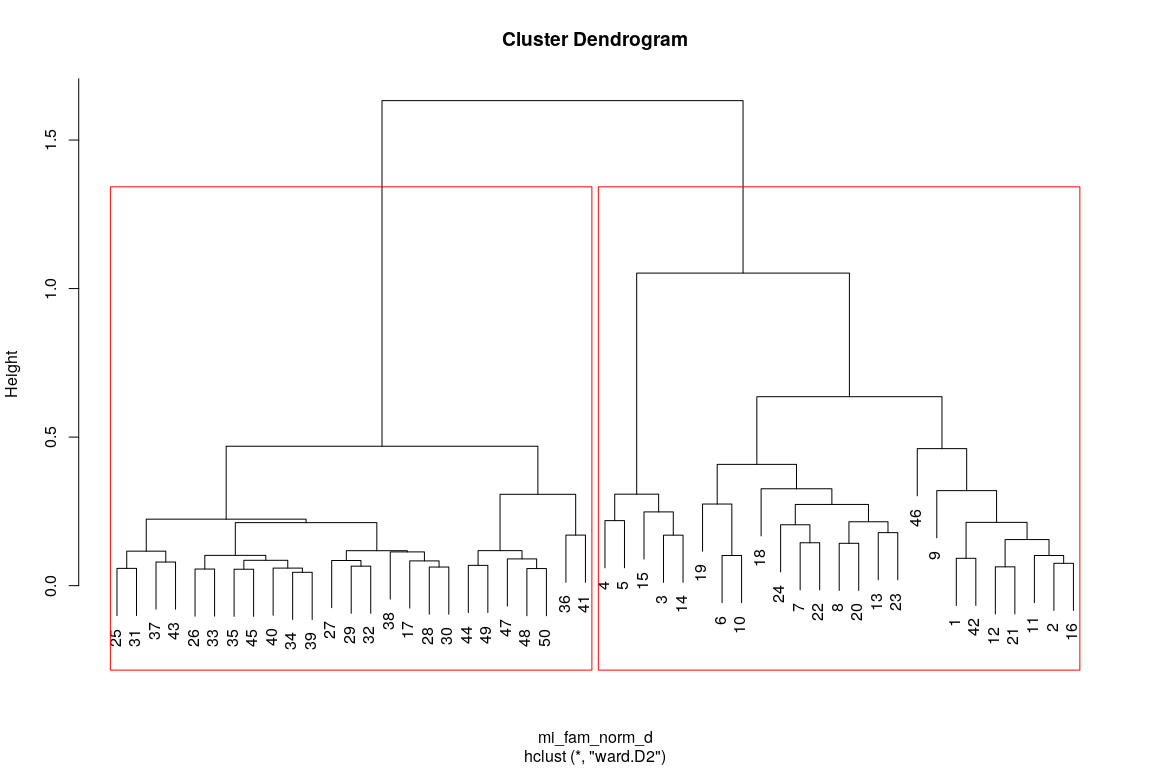 Cluster Dendrogram
Height
0.0 0.5 1.0 1.5
25 31 37 43 26 33 35 45 40 34 39 27 29 32 38 17 28 30 44 49 47 48 50 36 41 4 5 15 3 14 19 6 10 18 24 7 22 8 20 13 23 46 9 1 42 12 21 11 2 16
ml_fam_norm_d
hclust (*, "ward.D2")